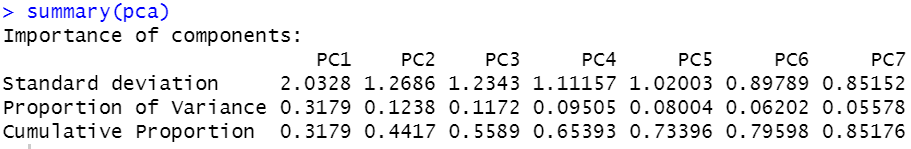 > summary(pca)
Importance of components:
PC1 PC2 PC3 PC4 PC5 PC6 PC7
Standard deviation 2.0328 1.2686 1.2343 1.11157 1.02003 0.89789 0.85152
Proportion of Variance 0.3179 0.1238 0.1172 0.09505 0.08004 0.06202 0.05578
Cumulative Proportion 0.3179 0.4417 0.5589 0.65393 0.73396 0.79598 0.85176